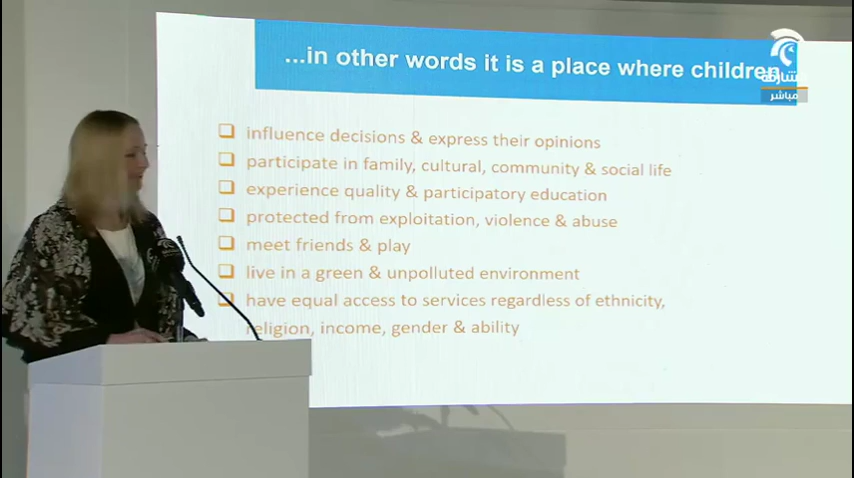 ...in other words it is a place where children
الشارقة
مباشر
influence decisions & express their opinions
participate in family, cultural, community & social life
experience quality & participatory education
protected from exploitation, violence & abuse
meet friends & play
live in a green & unpolluted environment
have equal access to services regardless of ethnicity,
religion, income, gender & ability